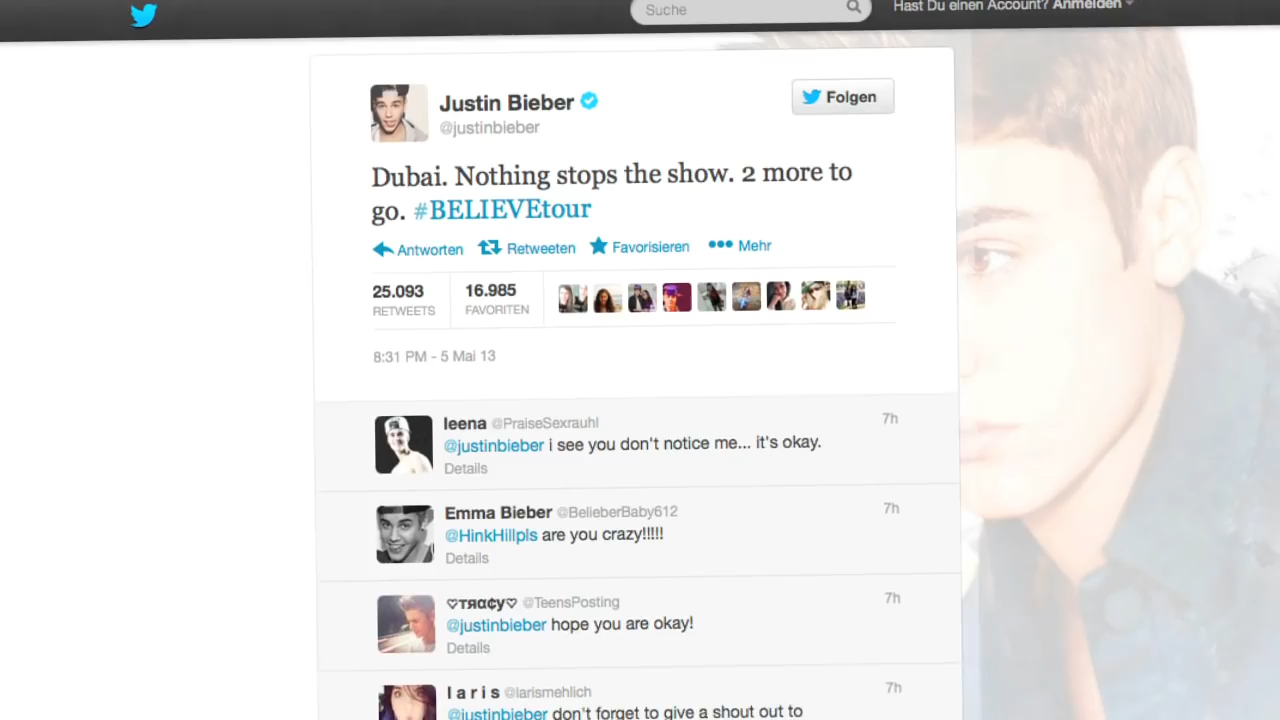 Suche
Hast Du einen Account? Anmelden
Justin Bieber
@justinbieber
Folgen
Dubai. Nothing stops the show. 2 more to
go. #BELIEVEtour
Antworten Retweeten Favorisieren Mehr
25.093 16.985
RETWEETS FAVORITEN
8:31 PM - 5 Mai 13
leena @PraiseSexrauhl 7h
@justinbieber i see you don't notice me... it's okay.
Details
Emma Bieber @BelieberBaby612 7h
@HinkHillpls are you crazy!!!!!
Details
♡тяα¢у♡ @TeensPosting 7h
@justinbieber hope you are okay!
Details
l a r i s @larismehlich 7h
@justinbieber don't forget to give a shout out to